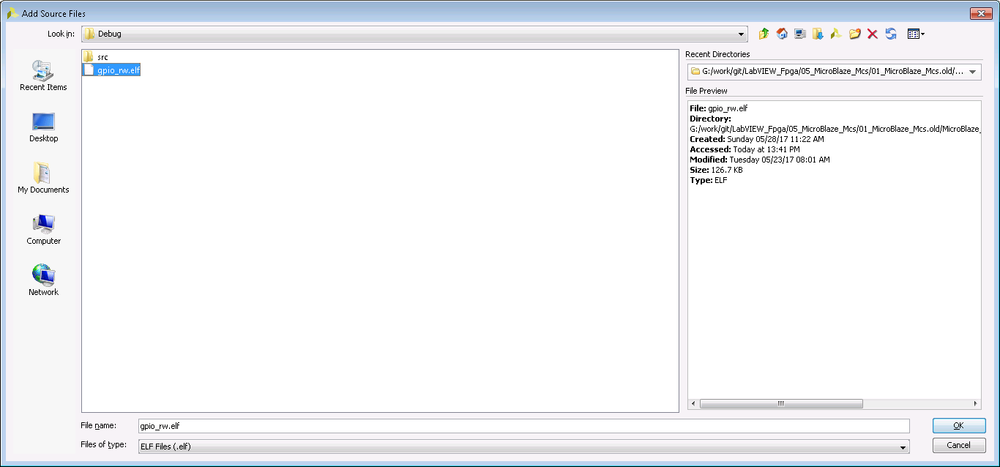 Add Source Files
Look in: Debug
Recent Items
Desktop
My Documents
Computer
Network
src
gpio_rw.elf
Recent Directories
G:/work/git/LabVIEW_Fpga/05_MicroBlaze_Mcs/01_MicroBlaze_Mcs.old/...
File Preview
File: gpio_rw.elf
Directory:
G:/work/git/LabVIEW_Fpga/05_MicroBlaze_Mcs/01_MicroBlaze_Mcs.old/MicroBlaze_
Created: Sunday 05/28/17 11:22 AM
Accessed: Today at 13:41 PM
Modified: Tuesday 05/23/17 08:01 AM
Size: 126.7 KB
Type: ELF
File name: gpio_rw.elf
Files of type: ELF Files (.elf)
OK
Cancel